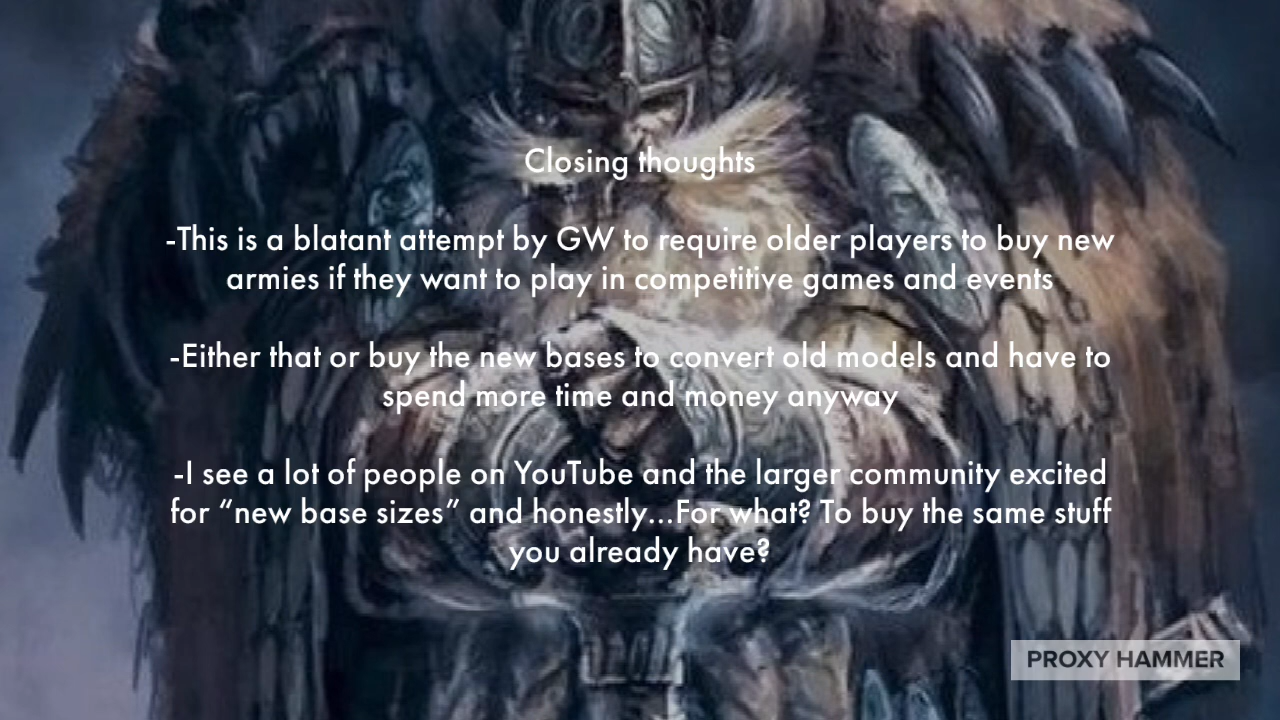 Closing thoughts
-This is a blatant attempt by GW to require older players to buy new
armies if they want to play in competitive games and events
-Either that or buy the new bases to convert old models and have to
spend more time and money anyway
-I see a lot of people on YouTube and the larger community excited
for “new base sizes” and honestly...For what? To buy the same stuff
you already have?
PROXY HAMMER